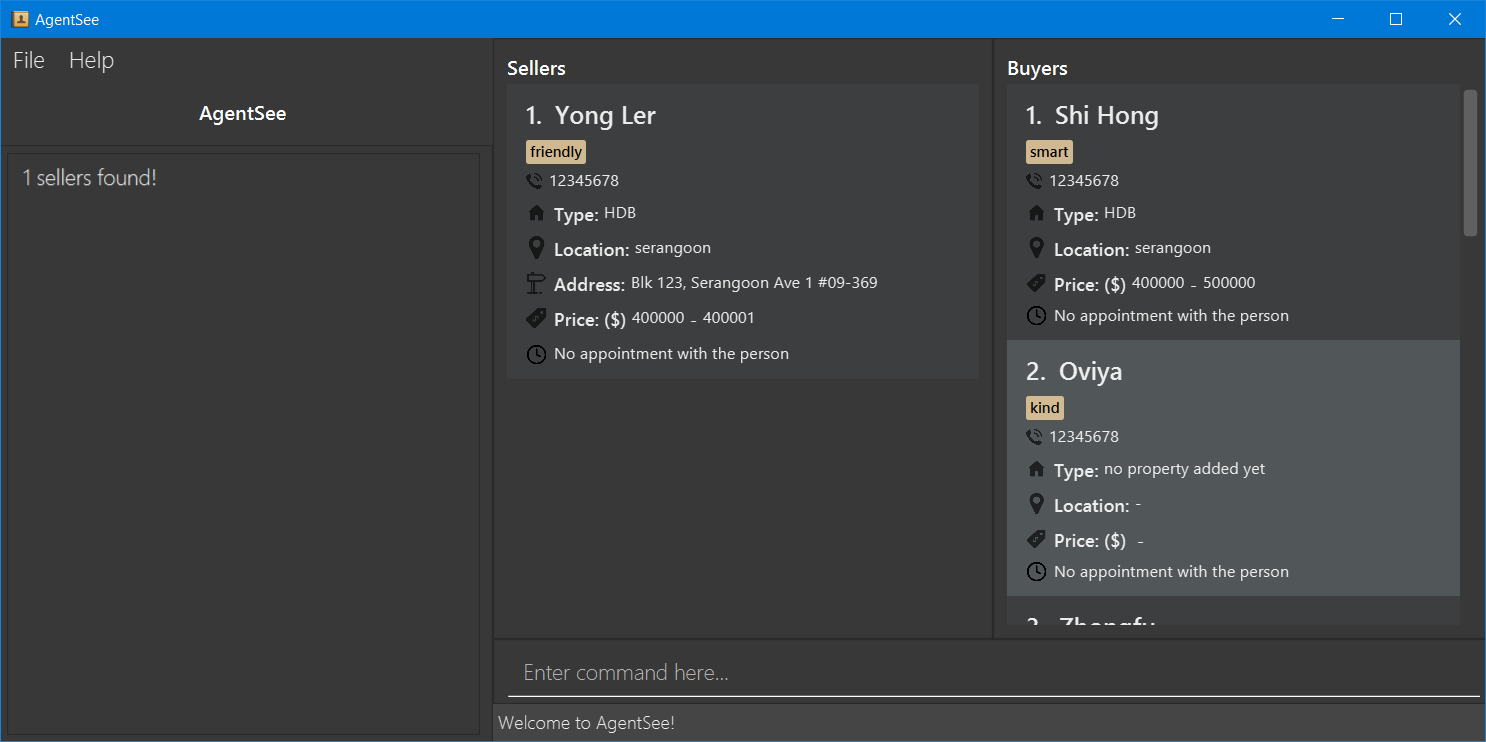 AgentSee
File Help
AgentSee
1 sellers found!
Sellers
1. Yong Ler
friendly
12345678
Type: HDB
Location: serangoon
Address: Blk 123, Serangoon Ave 1 #09-369
Price: ($) 400000 - 400001
No appointment with the person
Buyers
1. Shi Hong
smart
12345678
Type: HDB
Location: serangoon
Price: ($) 400000 - 500000
No appointment with the person
2. Oviya
kind
12345678
Type: no property added yet
Location: -
Price: ($) -
No appointment with the person
3. Zhongfu
Enter command here...
Welcome to AgentSee!